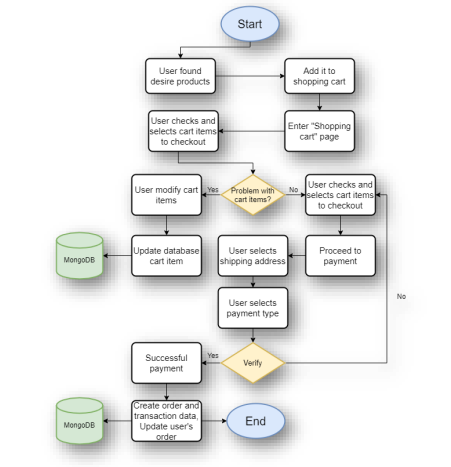 Start
User found
desire products
Add it to
shopping cart
User checks and
selects cart items
to checkout
Enter "Shopping
cart" page
User modify cart
items
Yes
Problem with
cart items?
No
User checks and
selects cart items
to checkout
MongoDB
Update database
cart item
User selects
shipping address
Proceed to
payment
User selects
payment type
No
Successful
payment
Yes
Verify
MongoDB
Create order and
transaction data,
Update user's
order
End